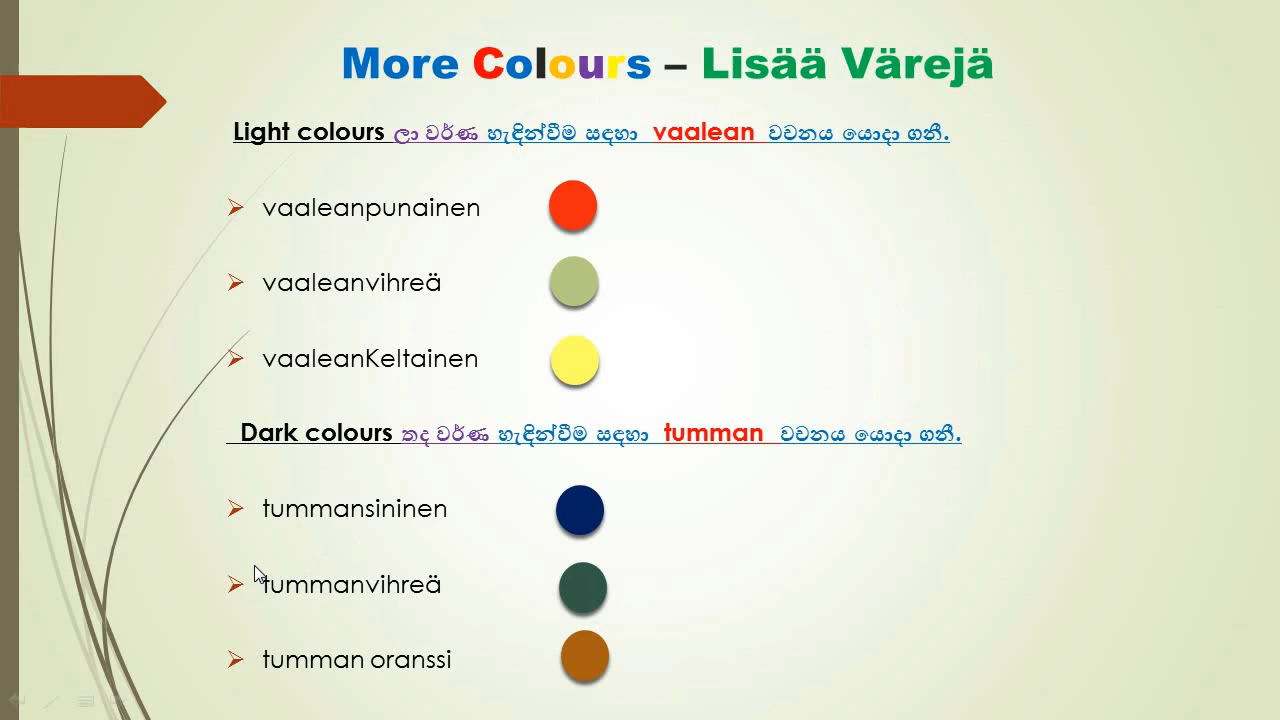 More Colours – Lisää Värejä
Light colours ලා වර්ණ හැඳින්වීම සඳහා vaalean වචනය යොදා ගනී.
vaaleanpunainen
vaaleanvihreä
vaaleanKeltainen
Dark colours තද වර්ණ හැඳින්වීම සඳහා tumman වචනය යොදා ගනී.
tummansininen
tummanvihreä
tumman oranssi